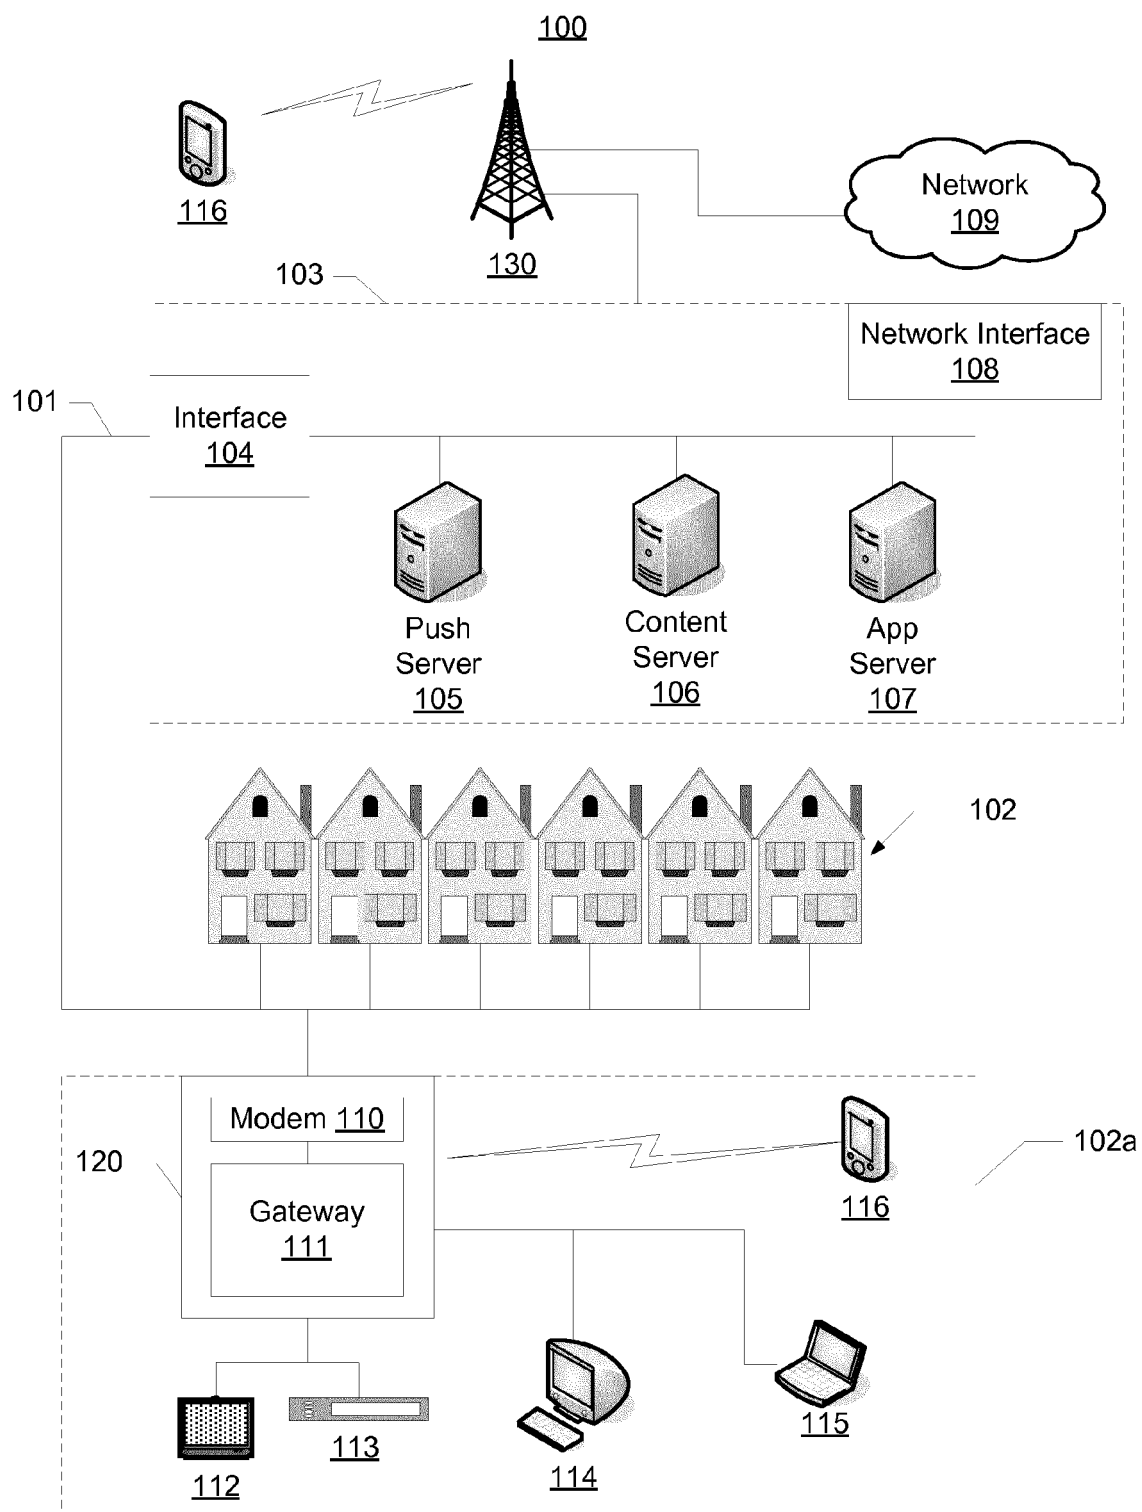 100
116
130
Network
109
103
Network Interface
108
101
Interface
104
Push
Server
105
Content
Server
106
App
Server
107
102
Modem 110
120
Gateway
111
116
102a
112
113
114
115